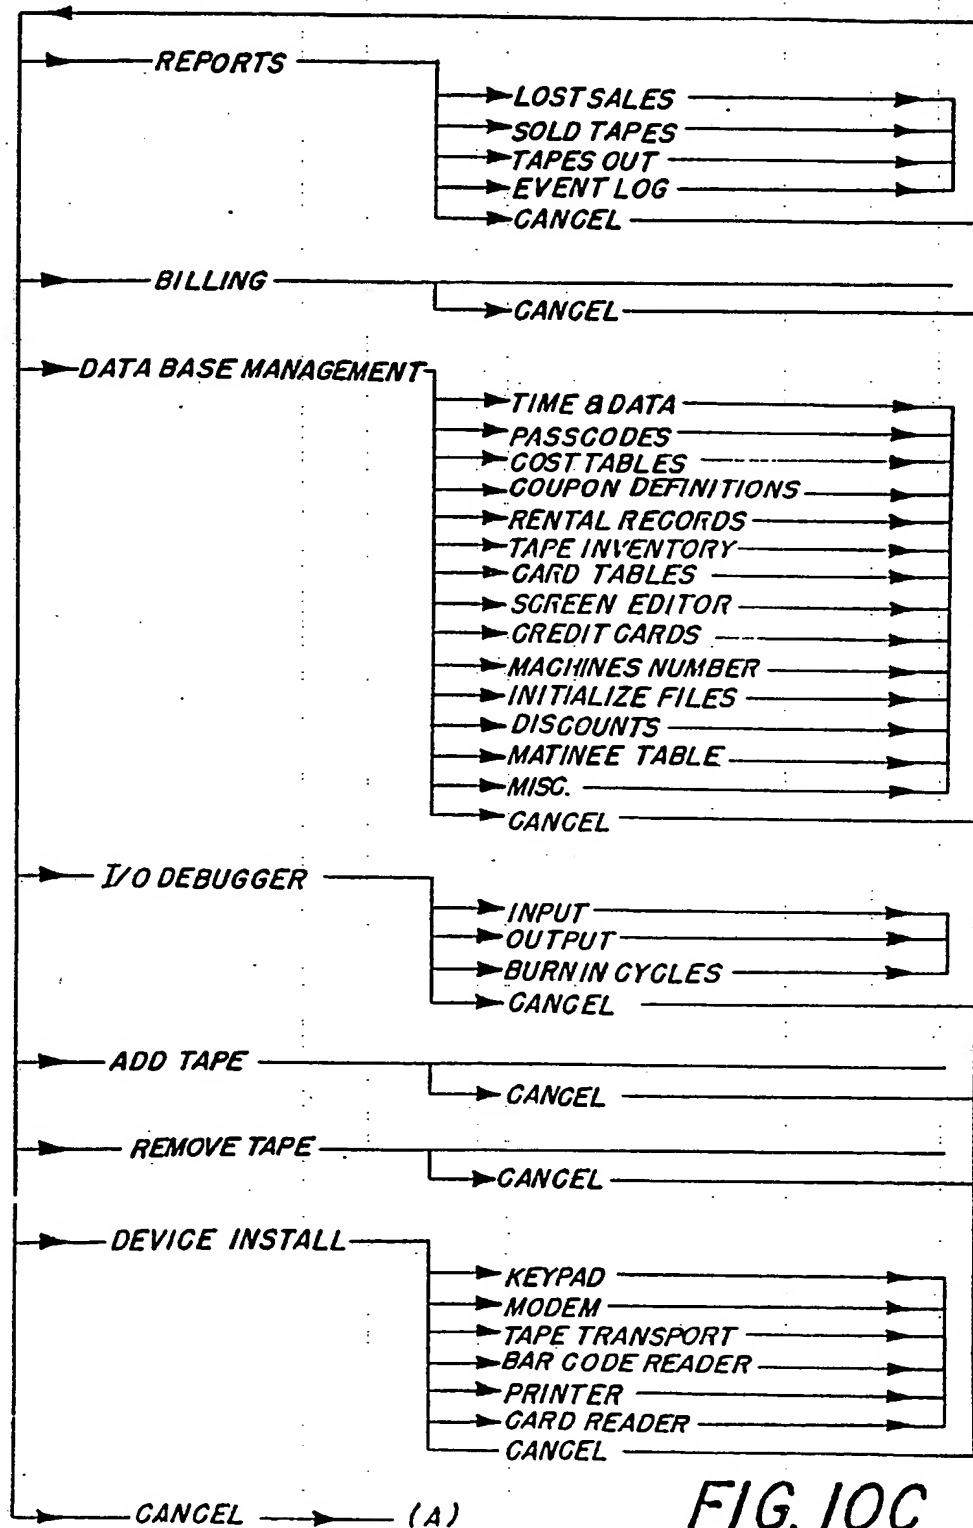 REPORTS
LOST SALES
SOLD TAPES
TAPES OUT
EVENT LOG
CANCEL
BILLING
CANCEL
DATA BASE MANAGEMENT
TIME & DATA
PASSCODES
COST TABLES
COUPON DEFINITIONS
RENTAL RECORDS
TAPE INVENTORY
CARD TABLES
SCREEN EDITOR
CREDIT CARDS
MACHINES NUMBER
INITIALIZE FILES
DISCOUNTS
MATINEE TABLE
MISC.
CANCEL
I/O DEBUGGER
INPUT
OUTPUT
BURN IN CYCLES
CANCEL
ADD TAPE
CANCEL
REMOVE TAPE
CANCEL
DEVICE INSTALL
KEYPAD
MODEM
TAPE TRANSPORT
BAR CODE READER
PRINTER
CARD READER
CANCEL
CANCEL (A)
FIG. 10C